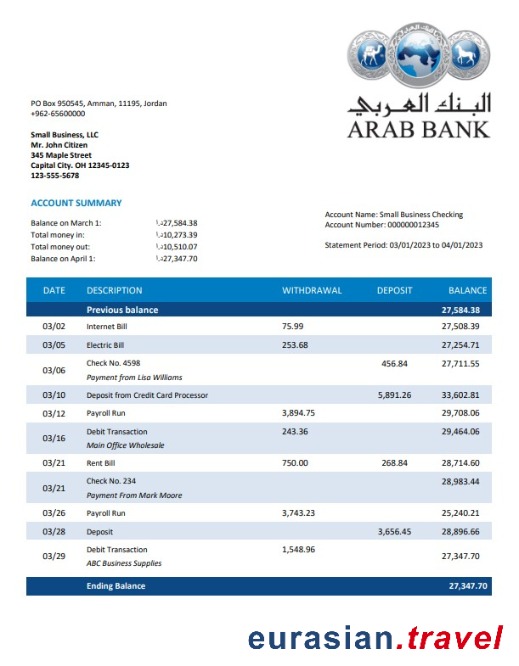 البنك العربي
ARAB BANK
PO Box 950545, Amman, 11195, Jordan
+962-65600000
Small Business, LLC
Mr. John Citizen
345 Maple Street
Capital City. OH 12345-0123
123-555-5678
ACCOUNT SUMMARY
Balance on March 1: د.ا27,584.38
Total money in: د.ا10,273.39
Total money out: د.ا10,510.07
Balance on April 1: د.ا27,347.70
Account Name: Small Business Checking
Account Number: 000000012345
Statement Period: 03/01/2023 to 04/01/2023
DATE DESCRIPTION WITHDRAWAL DEPOSIT BALANCE
Previous balance 27,584.38
03/02 Internet Bill 75.99 27,508.39
03/05 Electric Bill 253.68 27,254.71
03/06 Check No. 4598 456.84 27,711.55
Payment from Lisa Williams
03/10 Deposit from Credit Card Processor 5,891.26 33,602.81
03/12 Payroll Run 3,894.75 29,708.06
03/16 Debit Transaction 243.36 29,464.06
Main Office Wholesale
03/21 Rent Bill 750.00 268.84 28,714.60
03/21 Check No. 234 28,983.44
Payment From Mark Moore
03/26 Payroll Run 3,743.23 25,240.21
03/28 Deposit 3,656.45 28,896.66
03/29 Debit Transaction 1,548.96 27,347.70
ABC Business Supplies
Ending Balance 27,347.70
eurasian.travel